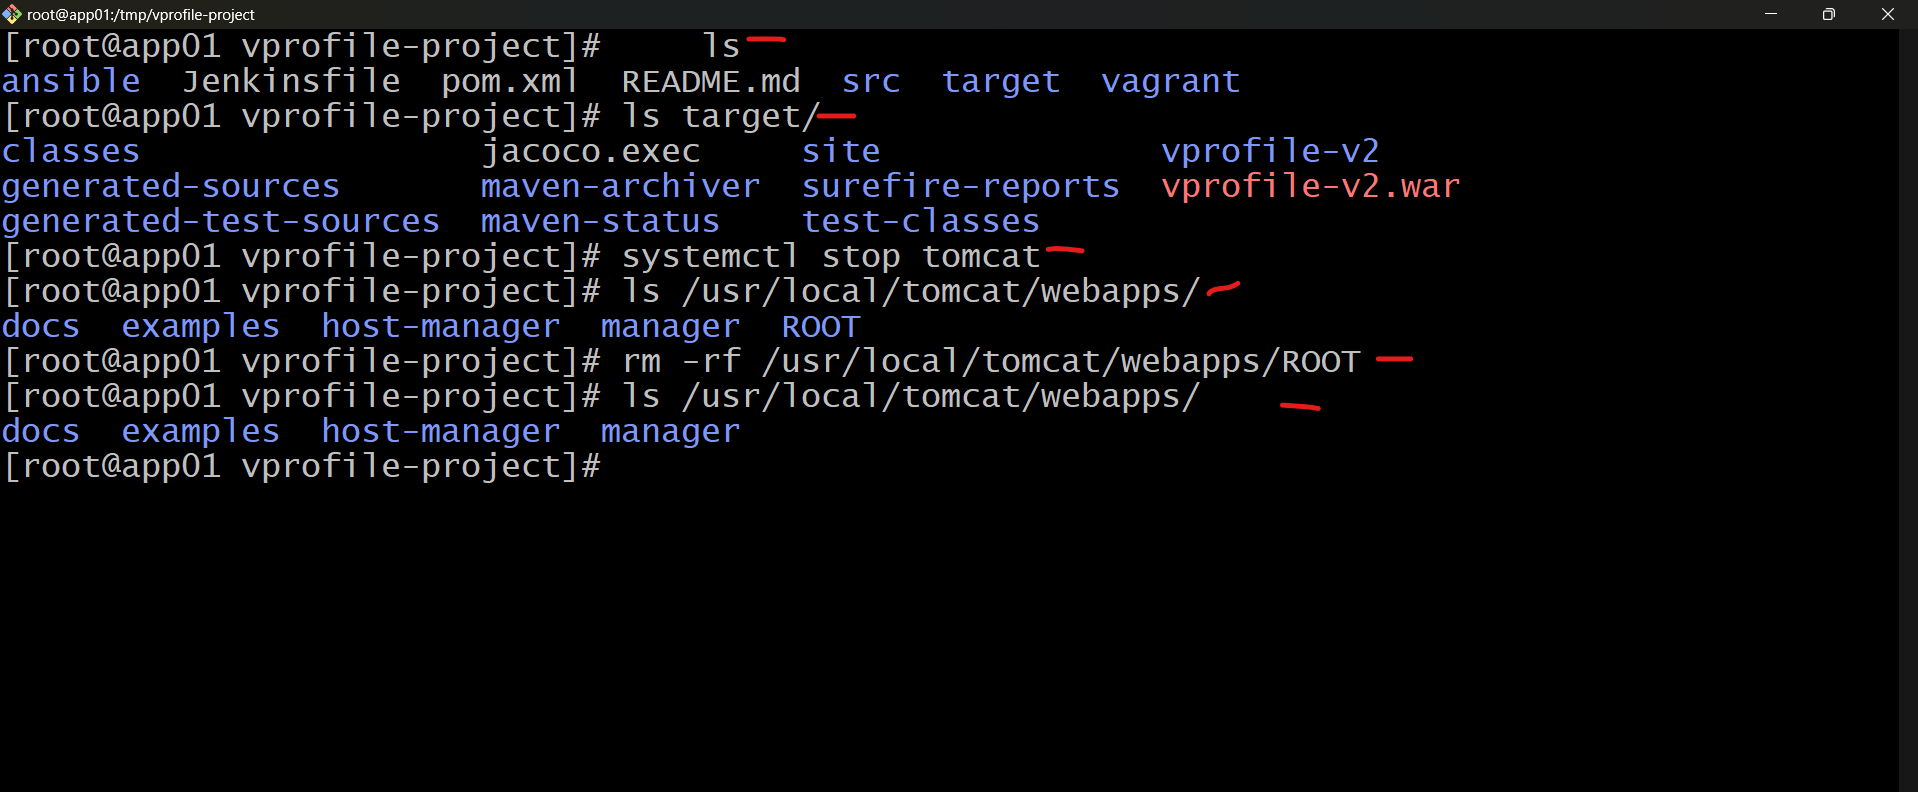 root@app01:/tmp/vprofile-project
[root@app01 vprofile-project]#     ls
ansible  Jenkinsfile  pom.xml  README.md  src  target  vagrant
[root@app01 vprofile-project]# ls target/
classes                 jacoco.exec     site              vprofile-v2
generated-sources       maven-archiver  surefire-reports  vprofile-v2.war
generated-test-sources  maven-status    test-classes
[root@app01 vprofile-project]# systemctl stop tomcat
[root@app01 vprofile-project]# ls /usr/local/tomcat/webapps/
docs  examples  host-manager  manager  ROOT
[root@app01 vprofile-project]# rm -rf /usr/local/tomcat/webapps/ROOT
[root@app01 vprofile-project]# ls /usr/local/tomcat/webapps/
docs  examples  host-manager  manager
[root@app01 vprofile-project]#